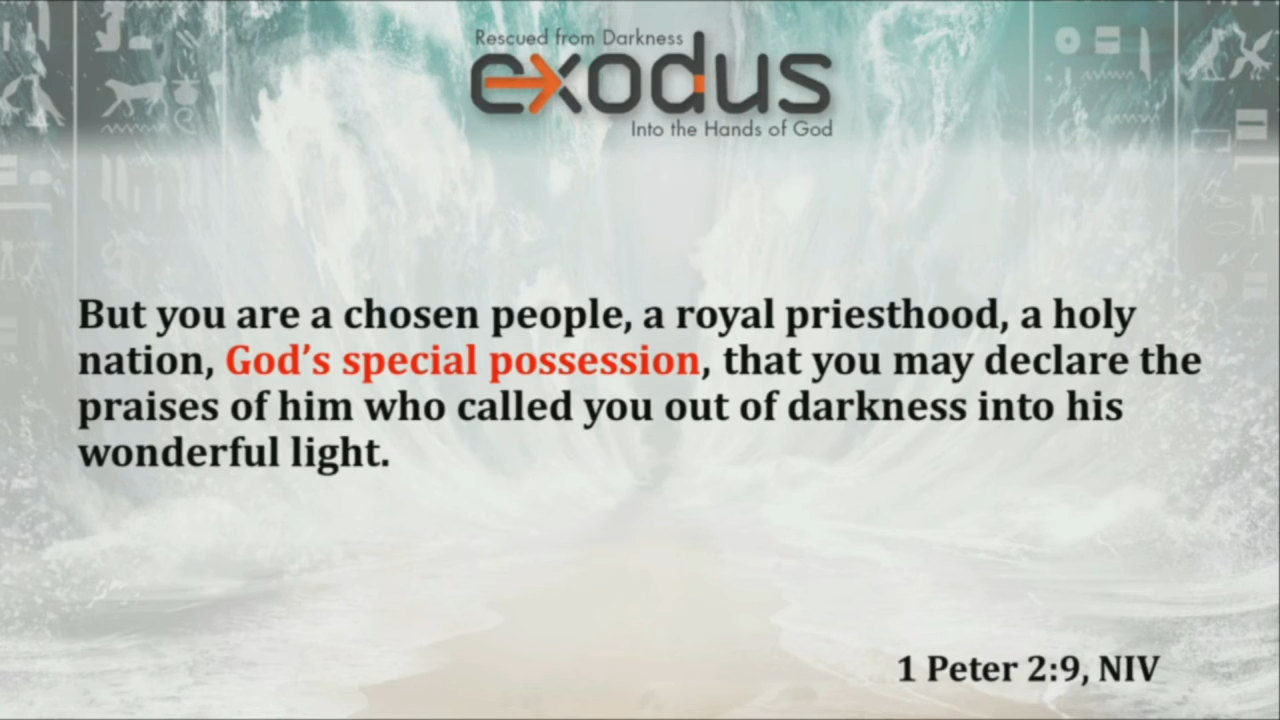 Rescued from Darkness
exodus
Into the Hands of God
But you are a chosen people, a royal priesthood, a holy
nation, God’s special possession, that you may declare the
praises of him who called you out of darkness into his
wonderful light.
1 Peter 2:9, NIV